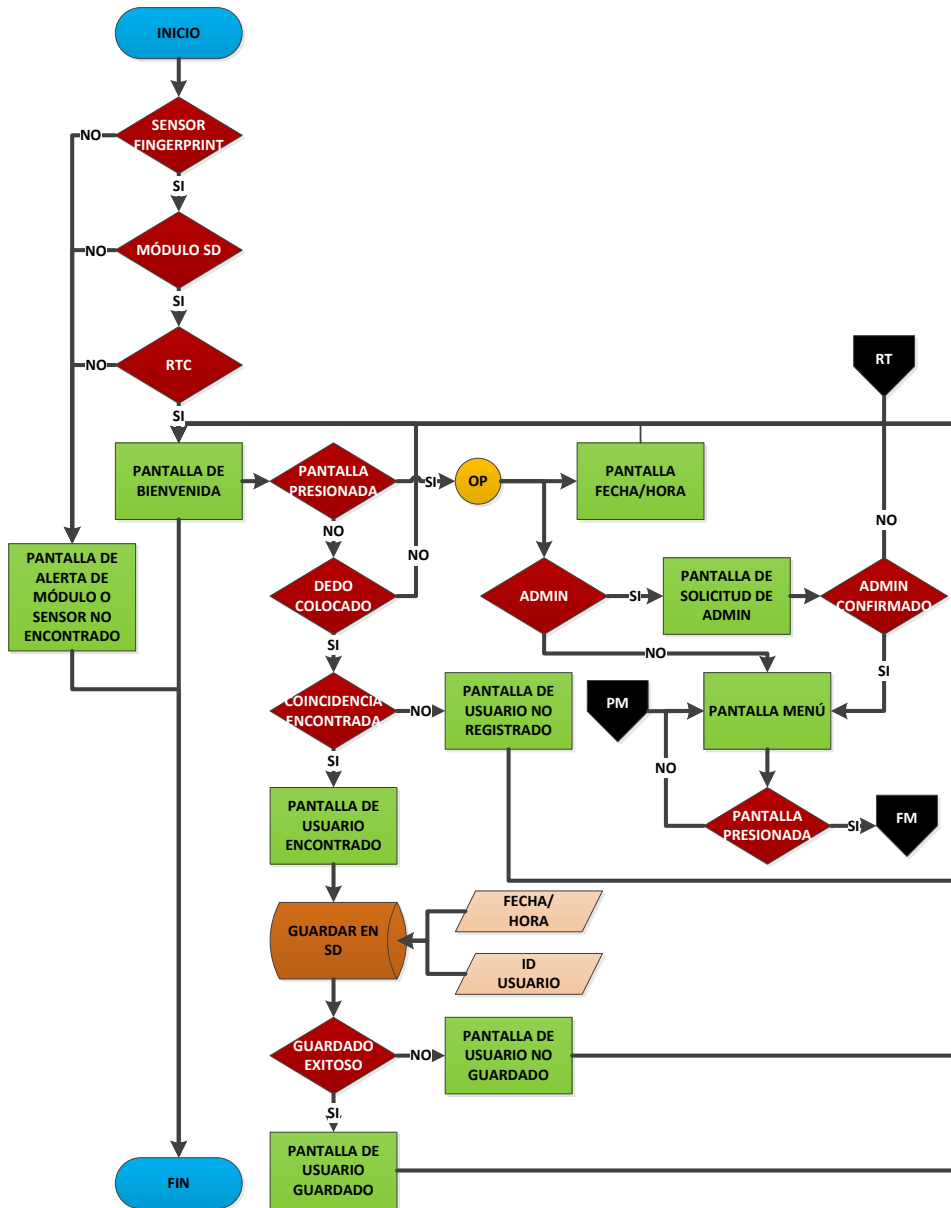 INICIO
SENSOR
FINGERPRINT
NO
SI
MÓDULO SD
NO
SI
RTC
NO
SI
RT
PANTALLA DE
BIENVENIDA
PANTALLA
PRESIONADA
SI
OP
PANTALLA
FECHA/HORA
NO
NO
NO
PANTALLA DE
ALERTA DE
MÓDULO O
SENSOR NO
ENCONTRADO
DEDO
COLOCADO
ADMIN
SI
PANTALLA DE
SOLICITUD DE
ADMIN
ADMIN
CONFIRMADO
SI
NO
SI
COINCIDENCIA
ENCONTRADA
NO
PANTALLA DE
USUARIO NO
REGISTRADO
PM
PANTALLA MENÚ
SI
NO
PANTALLA DE
USUARIO
ENCONTRADO
PANTALLA
PRESIONADA
SI
FM
GUARDAR EN
SD
FECHA/
HORA
ID
USUARIO
GUARDADO
EXITOSO
NO
PANTALLA DE
USUARIO NO
GUARDADO
SI
PANTALLA DE
USUARIO
GUARDADO
FIN